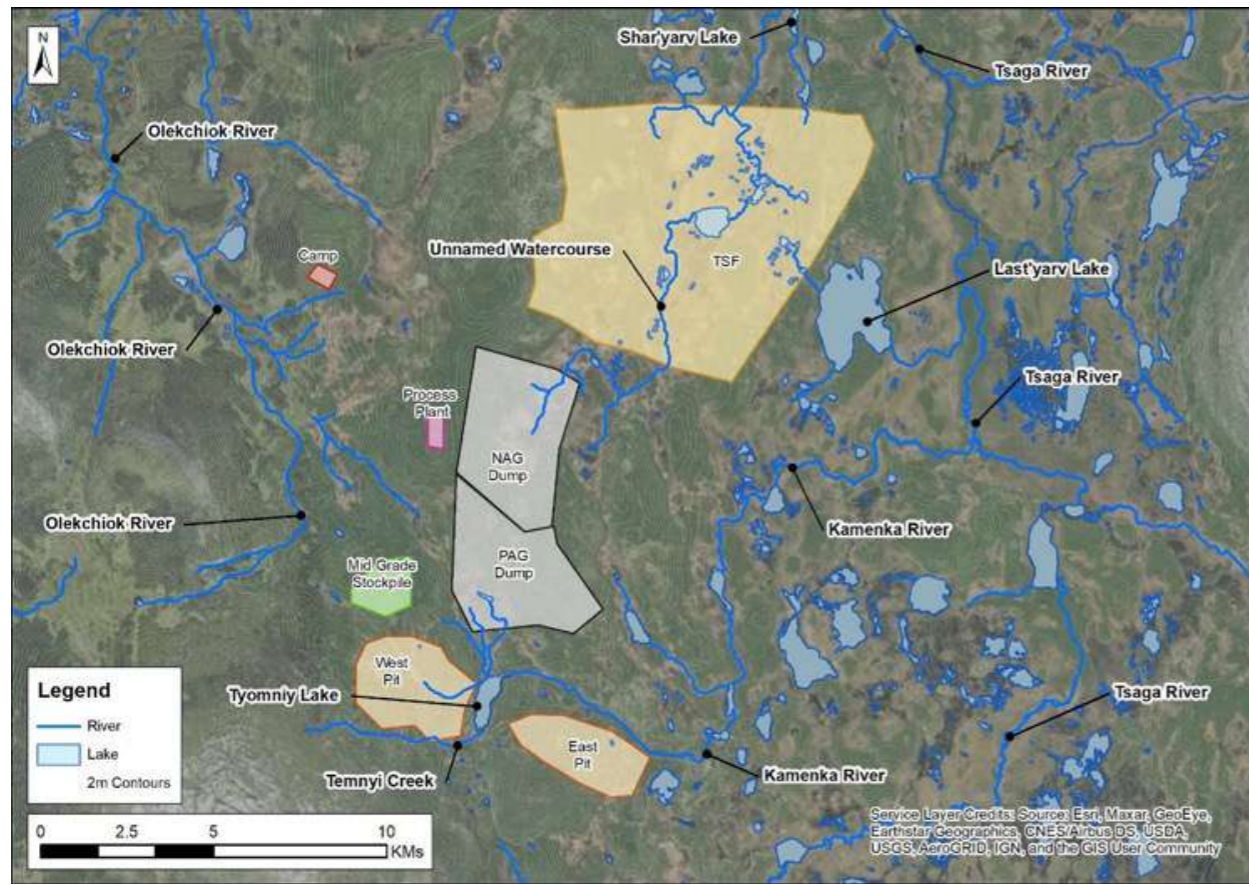 N
Shar'yarv Lake
Tsaga River
Olekchiok River
Unnamed Watercourse
Camp
TSF
Last'yarv Lake
Olekchiok River
Tsaga River
Process
Plant
NAG
Dump
Olekchiok River
Kamenka River
PAG
Dump
Mid Grade
Stockpile
West
Pit
Tyomniy Lake
Tsaga River
East
Pit
Temnyi Creek
Kamenka River
Legend
River
Lake
2m Contours
0 2.5 5 10
KMs
Service Layer Credits: Source: Esri, Maxar, GeoEye,
Earthstar Geographics, CNES/Airbus DS, USDA,
USGS, AeroGRID, IGN, and the GIS User Community